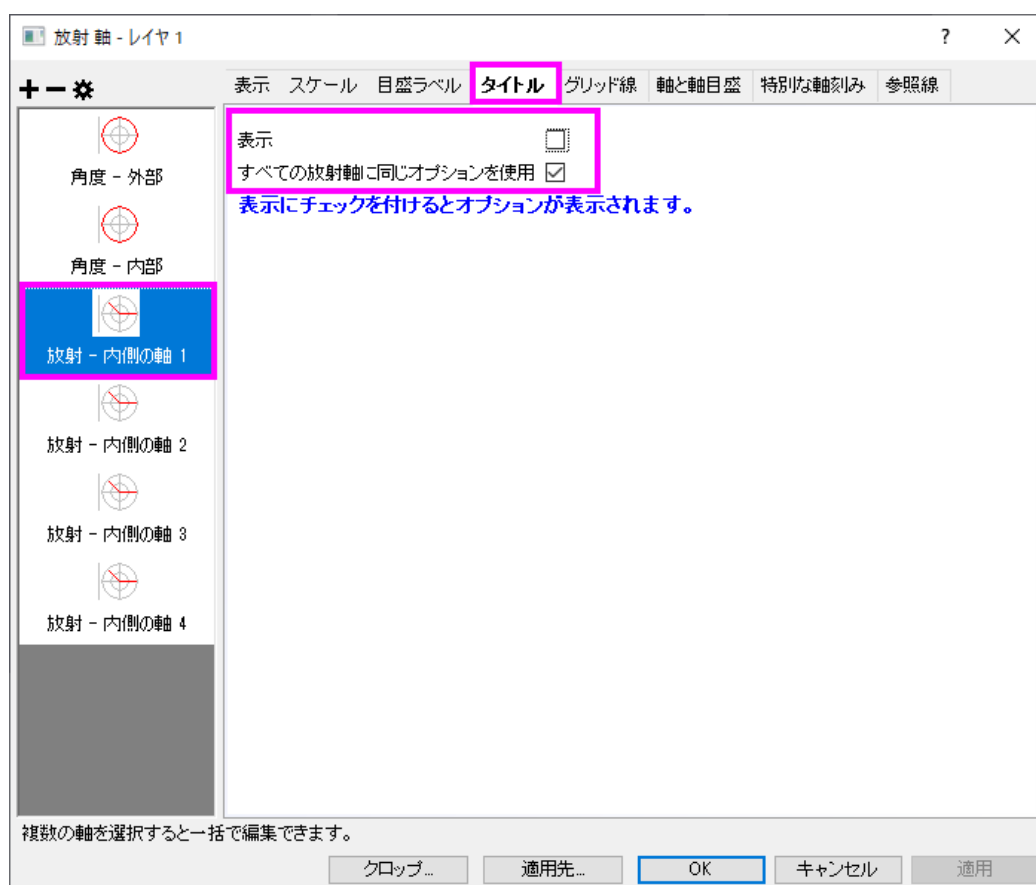 放射 軸 - レイヤ 1
? ×
+ -
表示 スケール 目盛ラベル タイトル グリッド線 軸と軸目盛 特別な軸刻み 参照線
角度 - 外部
角度 - 内部
放射 - 内側の軸 1
放射 - 内側の軸 2
放射 - 内側の軸 3
放射 - 内側の軸 4
表示
すべての放射軸に同じオプションを使用
表示にチェックを付けるとオプションが表示されます。
複数の軸を選択すると一括で編集できます。
クロップ... 適用先... OK キャンセル 適用